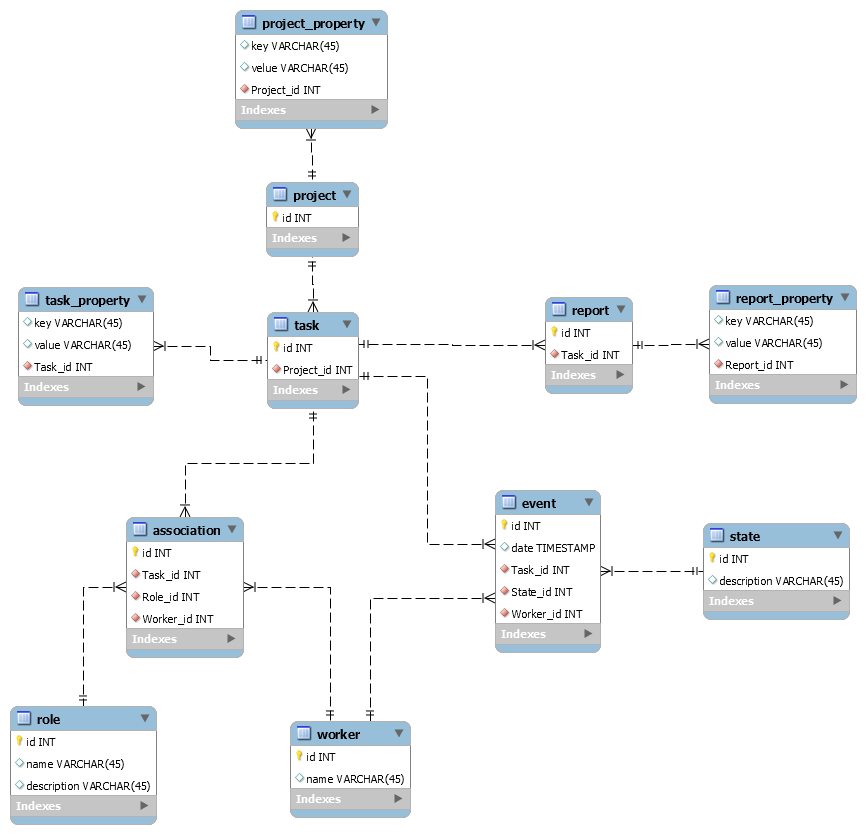 project_property
key VARCHAR(45)
velue VARCHAR(45)
Project_id INT
Indexes
project
id INT
Indexes
task_property
key VARCHAR(45)
value VARCHAR(45)
Task_id INT
Indexes
task
id INT
Project_id INT
Indexes
report
id INT
Task_id INT
Indexes
report_property
key VARCHAR(45)
value VARCHAR(45)
Report_id INT
Indexes
association
id INT
Task_id INT
Role_id INT
Worker_id INT
Indexes
event
id INT
date TIMESTAMP
Task_id INT
State_id INT
Worker_id INT
Indexes
state
id INT
description VARCHAR(45)
Indexes
role
id INT
name VARCHAR(45)
description VARCHAR(45)
Indexes
worker
id INT
name VARCHAR(45)
Indexes